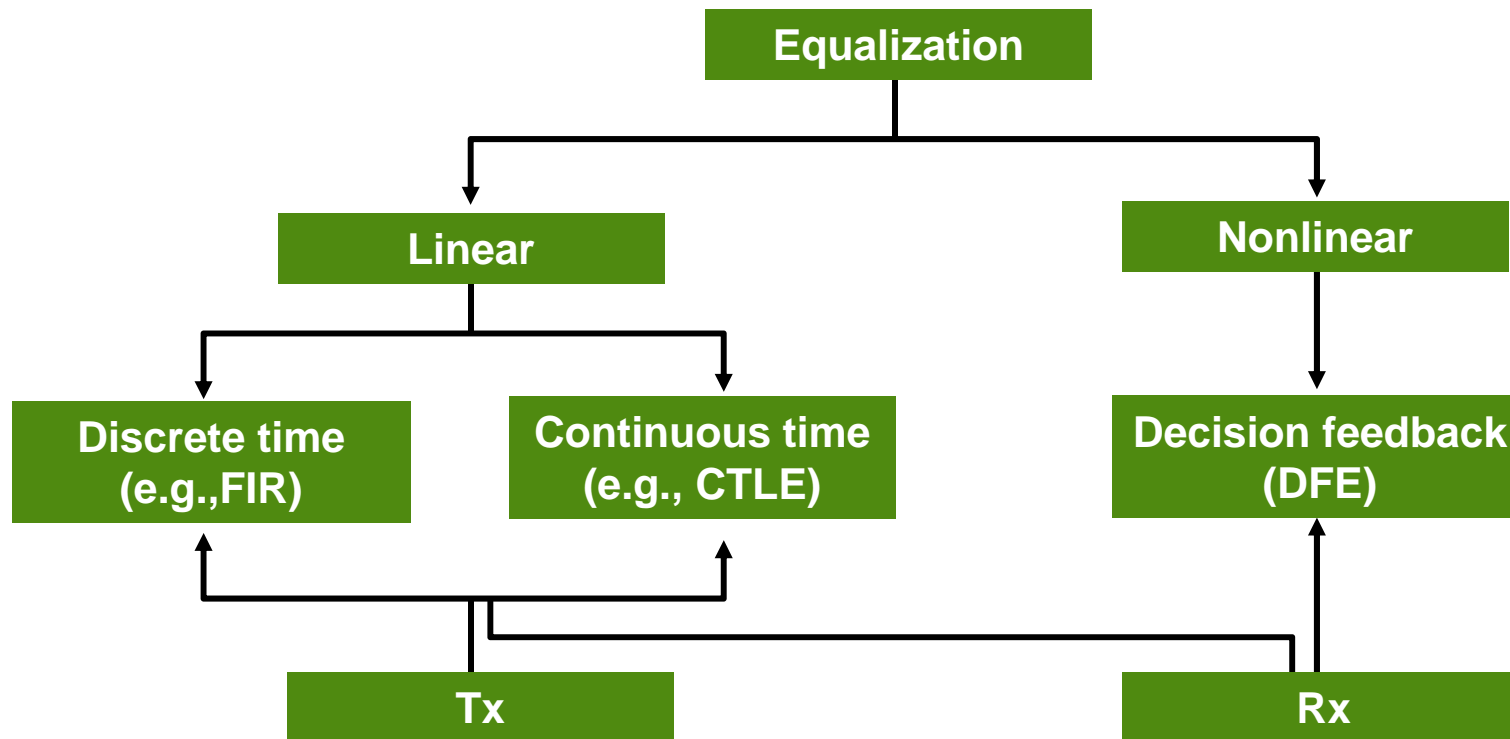 Equalization
Linear
Nonlinear
Discrete time
(e.g.,FIR)
Continuous time
(e.g., CTLE)
Decision feedback
(DFE)
Tx
Rx